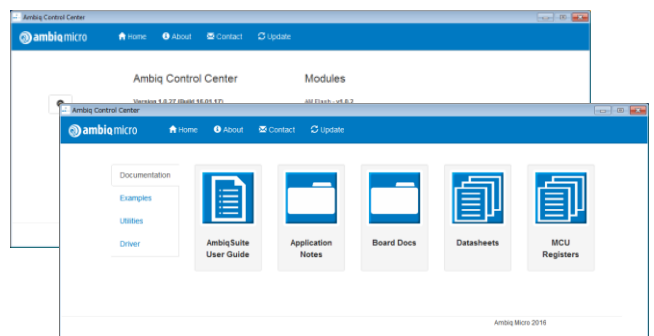 Ambiq Control Center
ambiq micro Home About Contact Update
Ambiq Control Center Modules
Ambiq Control Center
ambiq micro Home About Contact Update
Documentation
Examples
Utilities
Driver
AmbiqSuite
User Guide
Application
Notes
Board Docs
Datasheets
MCU
Registers
Ambiq Micro 2016